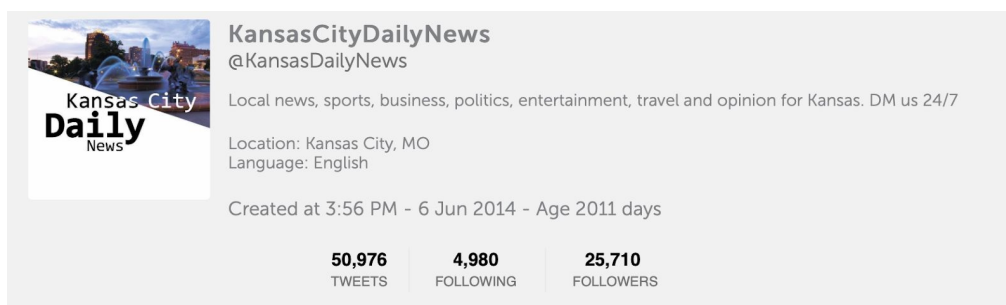 Kansas City
Daily
News
KansasCityDailyNews
@KansasDailyNews
Local news, sports, business, politics, entertainment, travel and opinion for Kansas. DM us 24/7
Location: Kansas City, MO
Language: English
Created at 3:56 PM - 6 Jun 2014 - Age 2011 days
50,976 4,980 25,710
TWEETS FOLLOWING FOLLOWERS